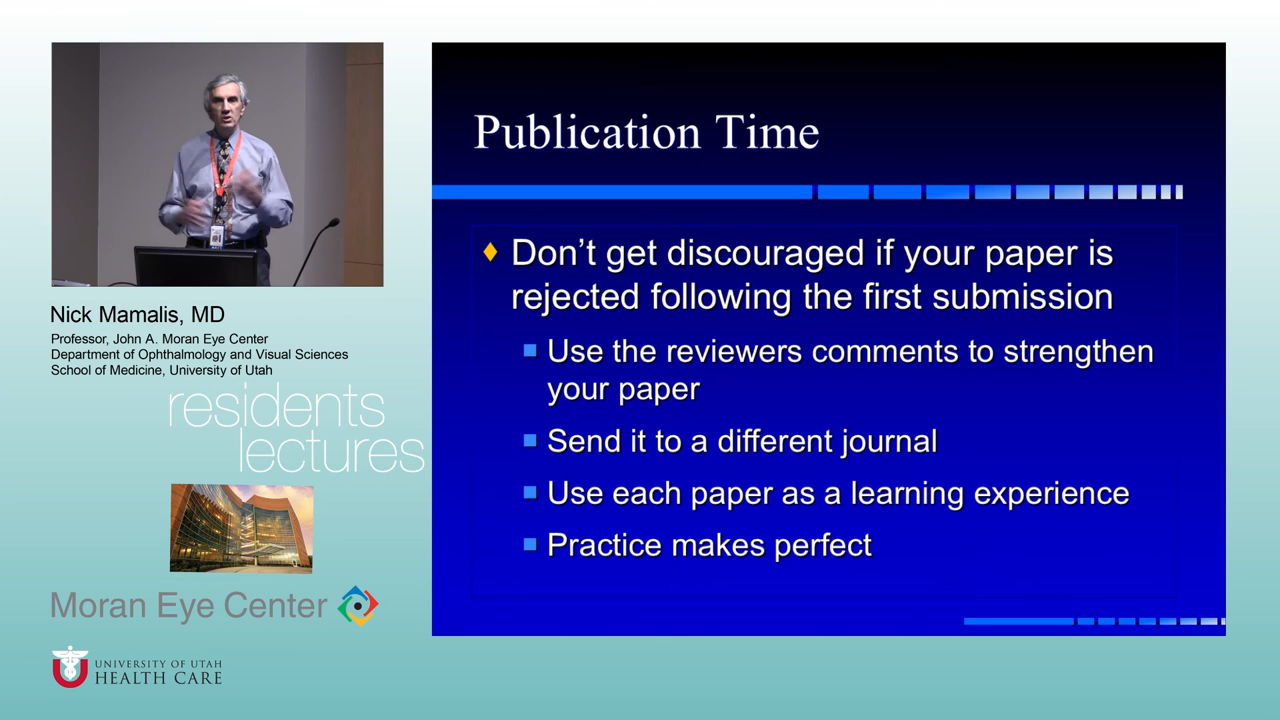 Nick Mamalis, MD
Professor, John A. Moran Eye Center
Department of Ophthalmology and Visual Sciences
School of Medicine, University of Utah
residents
lectures
Moran Eye Center
UNIVERSITY OF UTAH
HEALTH CARE
Publication Time
Don't get discouraged if your paper is
rejected following the first submission
Use the reviewers comments to strengthen
your paper
Send it to a different journal
Use each paper as a learning experience
Practice makes perfect